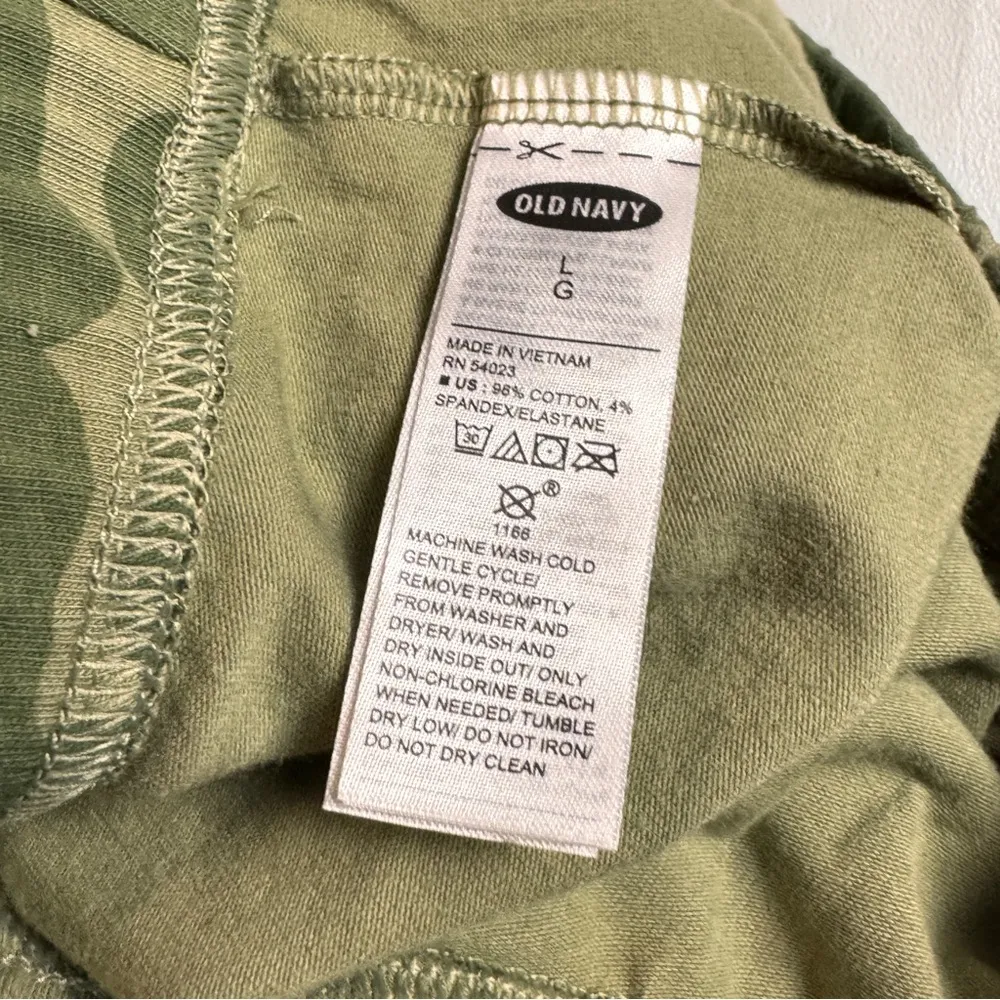 OLD NAVY
L
G
MADE IN VIETNAM
RN 54023
US : 96% COTTON, 4%
SPANDEX/ELASTANE
30
®
1166
MACHINE WASH COLD
GENTLE CYCLE/
REMOVE PROMPTLY
FROM WASHER AND
DRYER/ WASH AND
DRY INSIDE OUT/ ONLY
NON-CHLORINE BLEACH
WHEN NEEDED/ TUMBLE
DRY LOW/ DO NOT IRON/
DO NOT DRY CLEAN